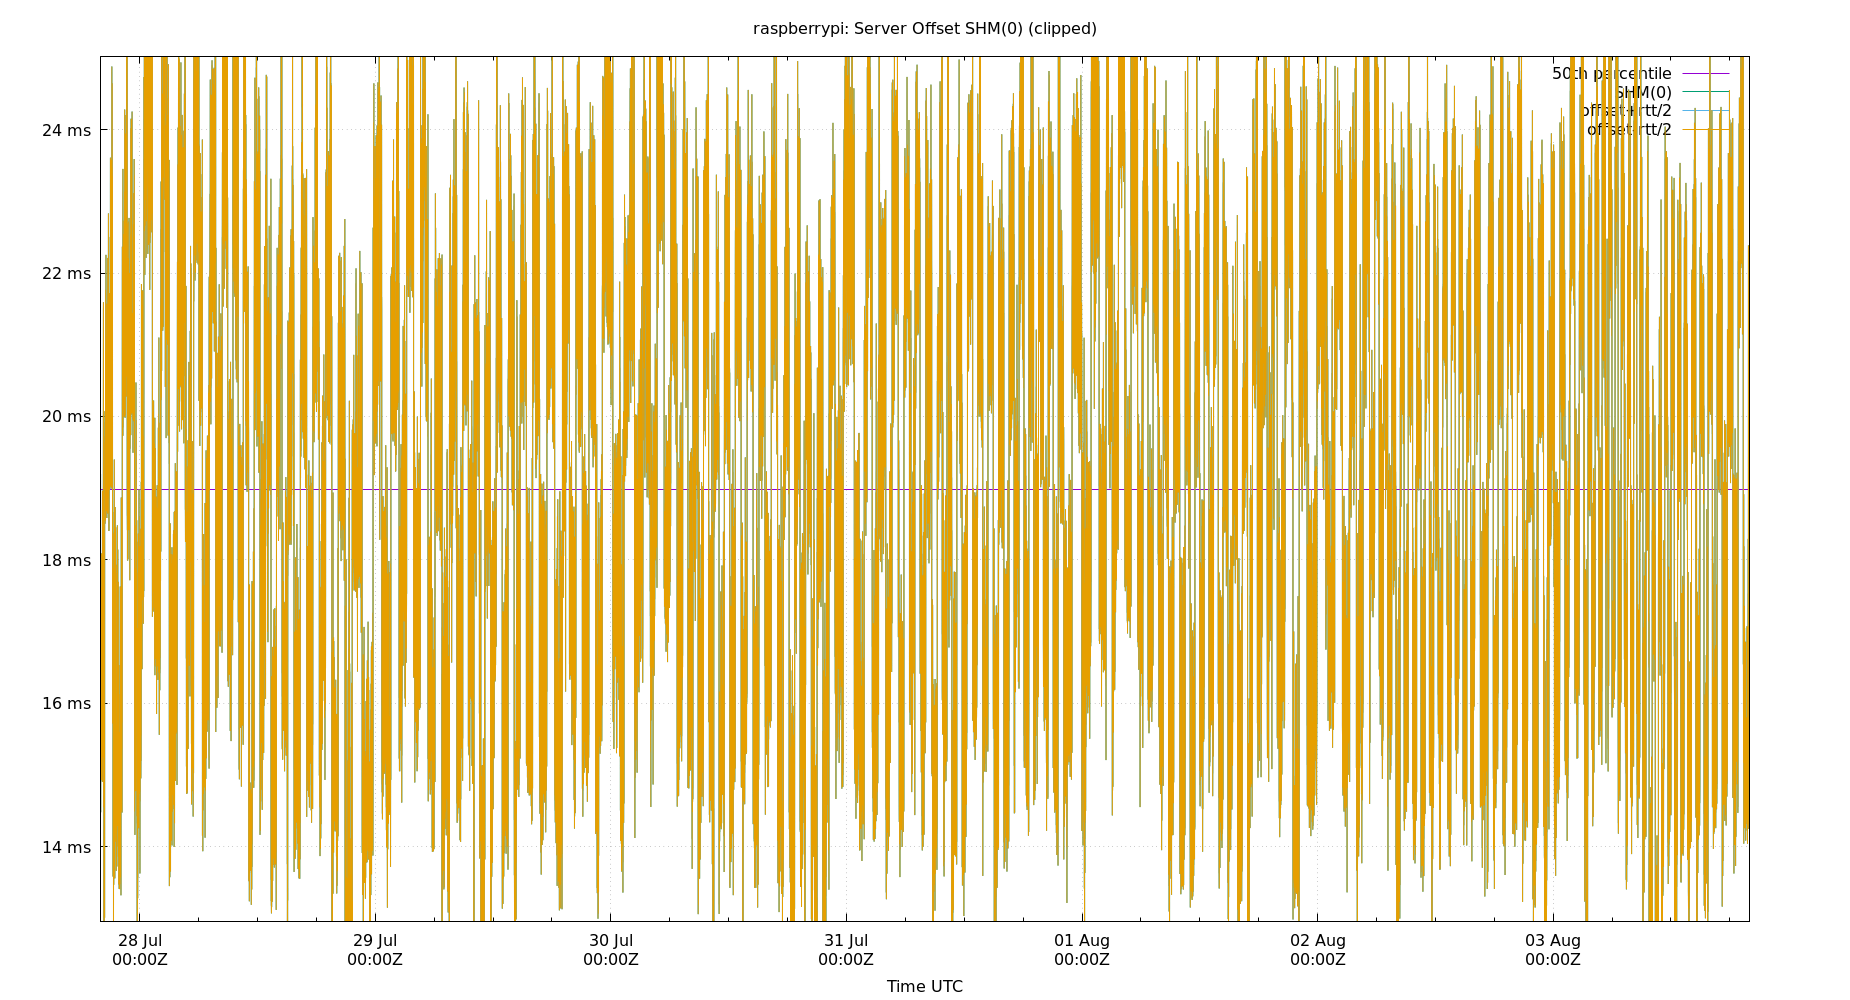 raspberrypi: Server Offset SHM(0) (clipped)
50th percentile
SHM(0)
offset+rtt/2
offset-rtt/2
24 ms
22 ms
20 ms
18 ms
16 ms
14 ms
28 Jul
00:00Z
29 Jul
00:00Z
30 Jul
00:00Z
31 Jul
00:00Z
01 Aug
00:00Z
02 Aug
00:00Z
03 Aug
00:00Z
Time UTC